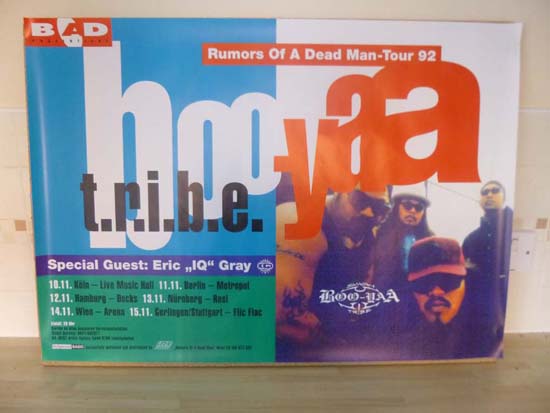 BAD
Rumors Of A Dead Man-Tour 92
boo-yaa
t.r.i.b.e.
Special Guest: Eric „IQ“ Gray
10.11. Köln – Live Music Hall 11.11. Berlin – Metropol
12.11. Hamburg – Docks 13.11. Nürnberg – Resi
14.11. Wien – Arena 15.11. Gerlingen/Stuttgart – Flic Flac
BOO-YAA
TRIBE